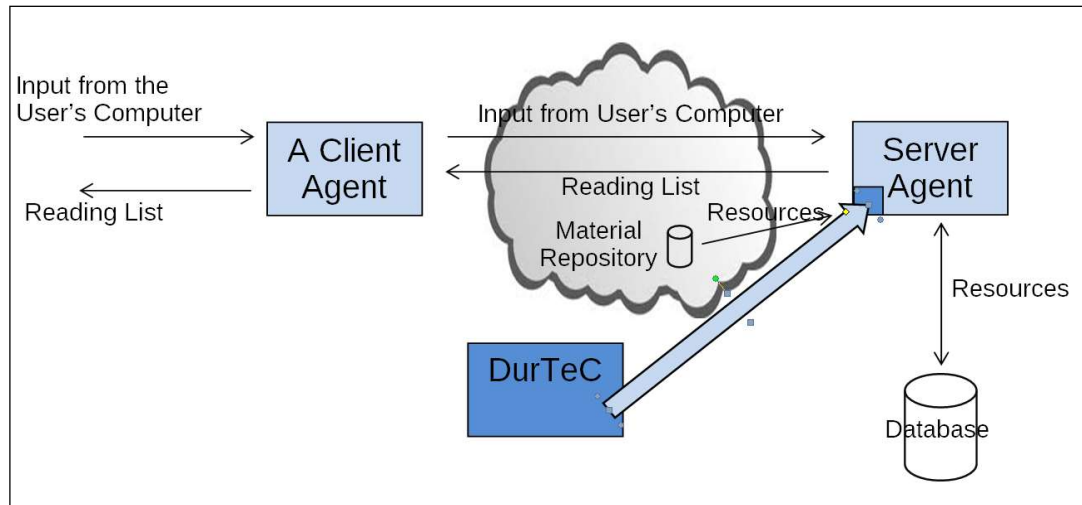 Input from the
User’s Computer
Reading List
A Client
Agent
Input from User’s Computer
Reading List
Resources
Material
Repository
Server
Agent
Resources
DurTeC
Database